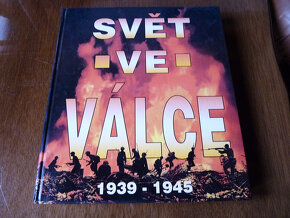 SVĚT
▪ VE ▪
VÁLCE
1939 - 1945